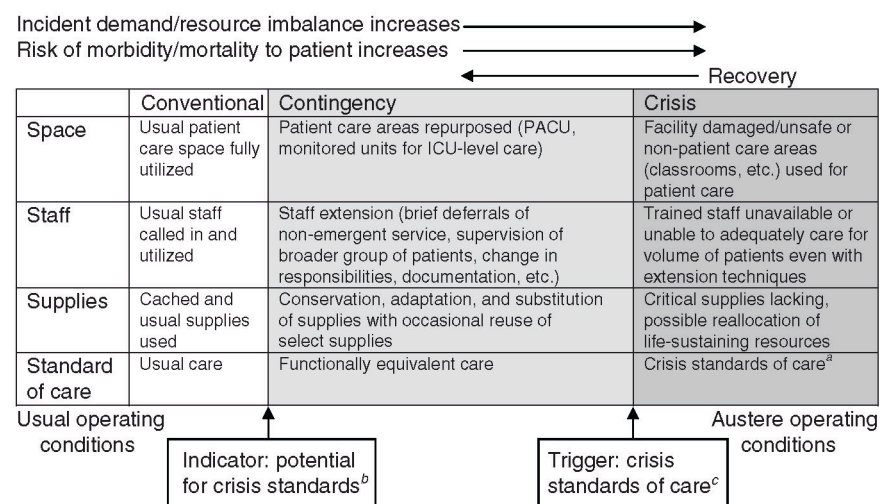 Incident demand/resource imbalance increases
Risk of morbidity/mortality to patient increases
Recovery
Conventional
Contingency
Crisis
Space
Usual patient
care space fully
utilized
Patient care areas repurposed (PACU,
monitored units for ICU-level care)
Facility damaged/unsafe or
non-patient care areas
(classrooms, etc.) used for
patient care
Staff
Usual staff
called in and
utilized
Staff extension (brief deferrals of
non-emergent service, supervision of
broader group of patients, change in
responsibilities, documentation, etc.)
Trained staff unavailable or
unable to adequately care for
volume of patients even with
extension techniques
Supplies
Cached and
usual supplies
used
Conservation, adaptation, and substitution
of supplies with occasional reuse of
select supplies
Critical supplies lacking,
possible reallocation of
life-sustaining resources
Standard
of care
Usual care
Functionally equivalent care
Crisis standards of care^a
Usual operating
conditions
Austere operating
conditions
Indicator: potential
for crisis standards^b
Trigger: crisis
standards of care^c